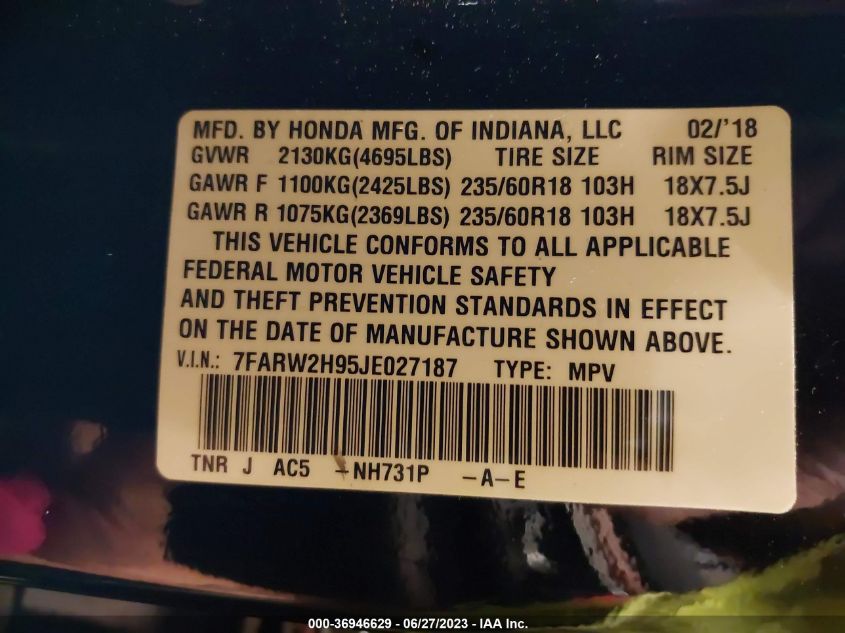 MFD. BY HONDA MFG. OF INDIANA, LLC 02/'18
GVWR 2130KG(4695LBS) TIRE SIZE RIM SIZE
GAWR F 1100KG(2425LBS) 235/60R18 103H 18X7.5J
GAWR R 1075KG(2369LBS) 235/60R18 103H 18X7.5J
THIS VEHICLE CONFORMS TO ALL APPLICABLE
FEDERAL MOTOR VEHICLE SAFETY
AND THEFT PREVENTION STANDARDS IN EFFECT
ON THE DATE OF MANUFACTURE SHOWN ABOVE.
V.I.N.: 7FARW2H95JE027187 TYPE: MPV
TNR J AC5 -NH731P -A-E
000-36946629 - 06/27/2023 - IAA Inc.